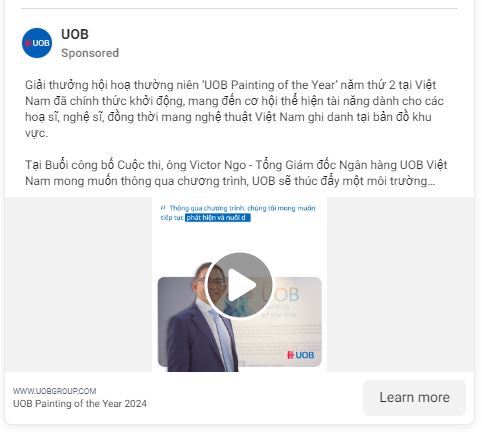 UOB
UOB
Sponsored
Giải thưởng hội hoạ thường niên ‘UOB Painting of the Year’ năm thứ 2 tại Việt
Nam đã chính thức khởi động, mang đến cơ hội thể hiện tài năng dành cho các
hoạ sĩ, nghệ sĩ, đồng thời mang nghệ thuật Việt Nam ghi danh tại bản đồ khu
vực.
Tại Buổi công bố Cuộc thi, ông Victor Ngo - Tổng Giám đốc Ngân hàng UOB Việt
Nam mong muốn thông qua chương trình, UOB sẽ thúc đẩy một môi trường...
“ Thông qua chương trình, chúng tôi mong muốn
tiếp tục phát hiện và nuôi d
UOB
Painting
of the Year
UOB
WWW.UOBGROUP.COM
UOB Painting of the Year 2024
Learn more